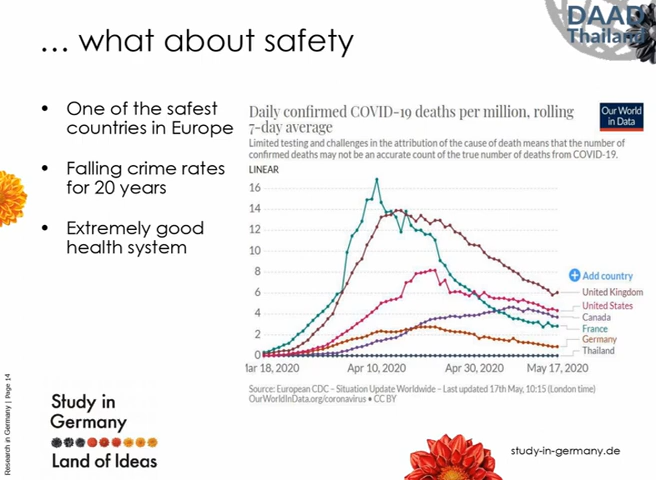 ... what about safety
DAAD
Thailand
• One of the safest
countries in Europe
• Falling crime rates
for 20 years
• Extremely good
health system
Daily confirmed COVID-19 deaths per million, rolling
7-day average
Our World
in Data
Limited testing and challenges in the attribution of the cause of death means that the number of
confirmed deaths may not be an accurate count of the true number of deaths from COVID-19.
LINEAR
16
14
12
10
8
6
4
2
0
Add country
United Kingdom
United States
Canada
France
Germany
Thailand
Mar 18, 2020
Apr 10, 2020
Apr 30, 2020
May 17, 2020
Source: European CDC – Situation Update Worldwide – Last updated 17th May, 10:15 (London time)
OurWorldInData.org/coronavirus • CC BY
Research in Germany | Page 14
Study in
Germany
Land of Ideas
study-in-germany.de